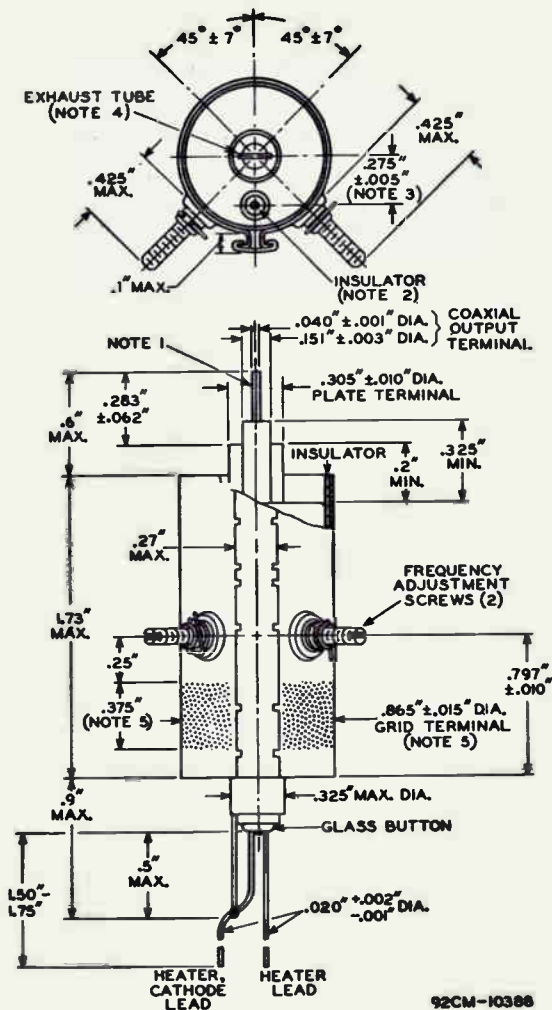 45° ± 7° 45° ± 7°
EXHAUST TUBE
(NOTE 4)
.425"
MAX.
.425"
MAX.
.275"
±.005"
(NOTE 3)
.1" MAX.
INSULATOR
(NOTE 2)
.040" ±.001" DIA.
.151" ±.003" DIA.
COAXIAL
OUTPUT
TERMINAL
NOTE 1
.305" ±.010" DIA.
PLATE TERMINAL
.283"
±.062"
.6"
MAX.
.325"
MIN.
.2"
MIN.
INSULATOR
.27"
MAX.
FREQUENCY
ADJUSTMENT
SCREWS (2)
1.73"
MAX.
.25"
.375"
(NOTE 5)
.797"
±.010"
.865" ±.015" DIA.
GRID TERMINAL
(NOTE 5)
.9"
MAX.
.325" MAX. DIA.
GLASS BUTTON
.5"
MAX.
1.50"-
1.75"
.020" +.002"
-.001" DIA.
HEATER,
CATHODE
LEAD
HEATER
LEAD
92CM-10388